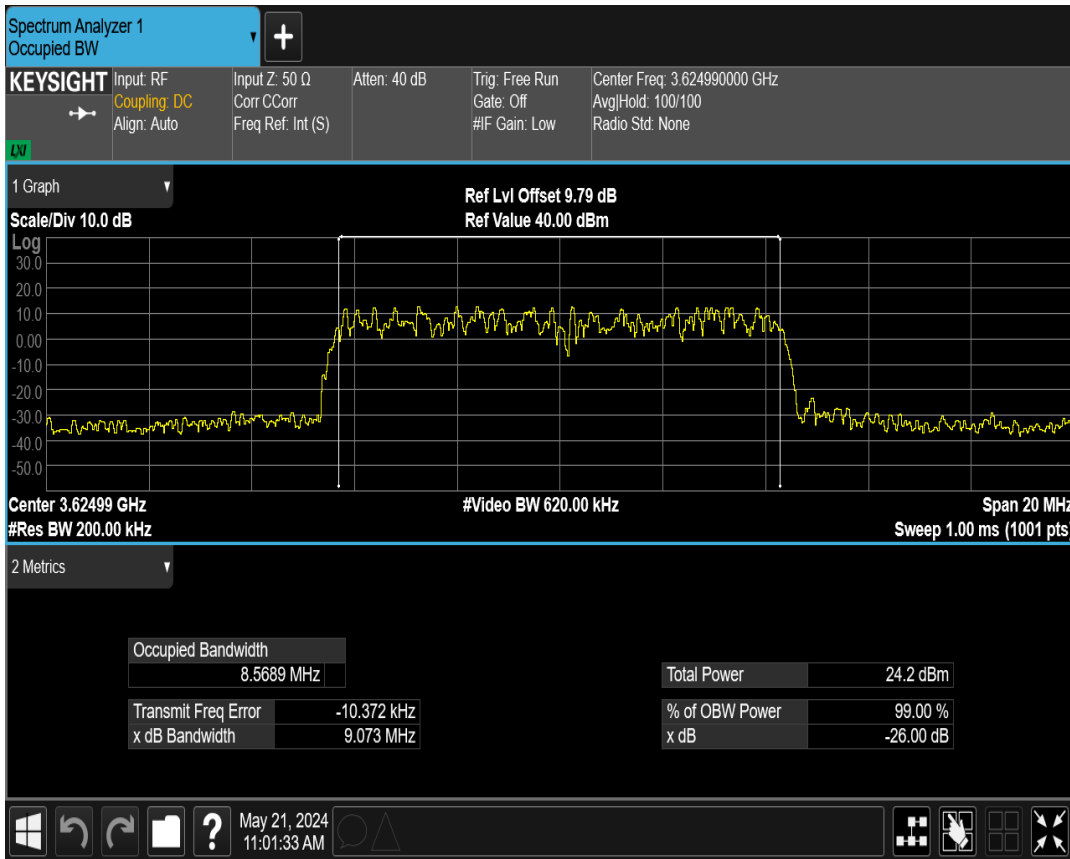 Spectrum Analyzer 1
Occupied BW
+
KEYSIGHT
LXI
Input: RF
Coupling: DC
Align: Auto
Input Z: 50 Ω
Corr CCorr
Freq Ref: Int (S)
Atten: 40 dB
Trig: Free Run
Gate: Off
#IF Gain: Low
Center Freq: 3.624990000 GHz
Avg|Hold: 100/100
Radio Std: None
1 Graph
Scale/Div 10.0 dB
Ref Lvl Offset 9.79 dB
Ref Value 40.00 dBm
Log
30.0
20.0
10.0
0.00
-10.0
-20.0
-30.0
-40.0
-50.0
Center 3.62499 GHz
#Video BW 620.00 kHz
Span 20 MHz
#Res BW 200.00 kHz
Sweep 1.00 ms (1001 pts)
2 Metrics
Occupied Bandwidth
8.5689 MHz
Total Power 24.2 dBm
Transmit Freq Error -10.372 kHz
% of OBW Power 99.00 %
x dB Bandwidth 9.073 MHz
x dB -26.00 dB
?
May 21, 2024
11:01:33 AM